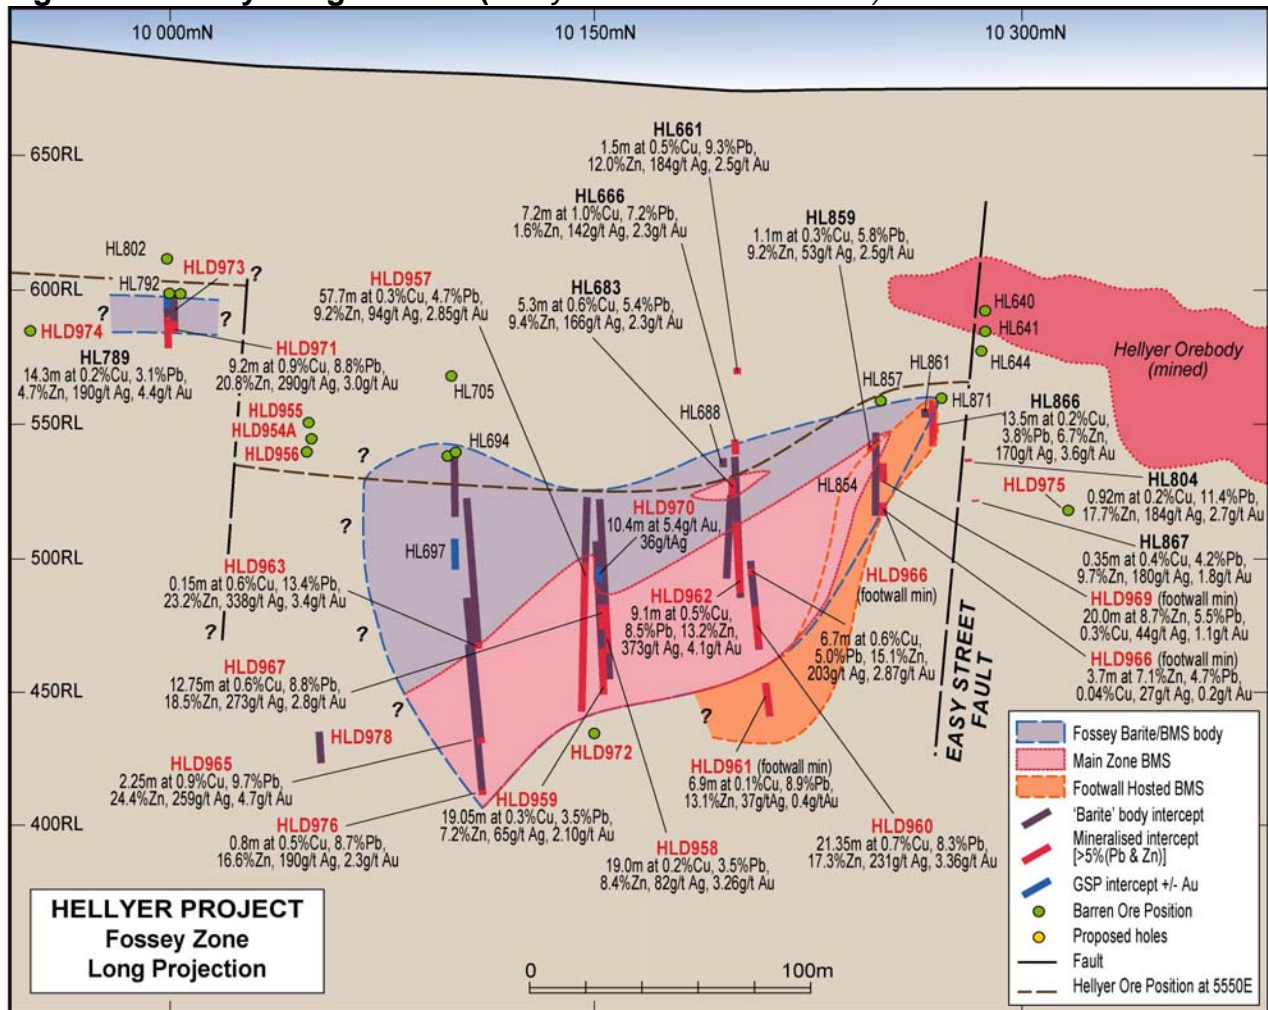 10 000mN
10 150mN
10 300mN
650RL
600RL
550RL
500RL
450RL
400RL
HL661
1.5m at 0.5%Cu, 9.3%Pb,
12.0%Zn, 184g/t Ag, 2.5g/t Au
HL666
7.2m at 1.0%Cu, 7.2%Pb,
1.6%Zn, 142g/t Ag, 2.3g/t Au
HL859
1.1m at 0.3%Cu, 5.8%Pb,
9.2%Zn, 53g/t Ag, 2.5g/t Au
HL683
5.3m at 0.6%Cu, 5.4%Pb,
9.4%Zn, 166g/t Ag, 2.3g/t Au
HLD957
57.7m at 0.3%Cu, 4.7%Pb,
9.2%Zn, 94g/t Ag, 2.85g/t Au
HL802
HL792
HLD973
?
?
?
HLD974
HL789
14.3m at 0.2%Cu, 3.1%Pb,
4.7%Zn, 190g/t Ag, 4.4g/t Au
HLD971
9.2m at 0.9%Cu, 8.8%Pb,
20.8%Zn, 290g/t Ag, 3.0g/t Au
HL705
HLD955
HLD954A
HLD956
HL694
HL688
HL857
HL861
HL871
HL640
HL641
HL644
Hellyer Orebody
(mined)
HL866
13.5m at 0.2%Cu,
3.8%Pb, 6.7%Zn,
170g/t Ag, 3.6g/t Au
HL804
0.92m at 0.2%Cu, 11.4%Pb,
17.7%Zn, 184g/t Ag, 2.7g/t Au
HLD975
HL867
0.35m at 0.4%Cu, 4.2%Pb,
9.7%Zn, 180g/t Ag, 1.8g/t Au
HLD969 (footwall min)
20.0m at 8.7%Zn, 5.5%Pb,
0.3%Cu, 44g/t Ag, 1.1g/t Au
HLD966 (footwall min)
3.7m at 7.1%Zn, 4.7%Pb,
0.04%Cu, 27g/t Ag, 0.2g/t Au
HL854
HLD966
(footwall min)
HLD970
10.4m at 5.4g/t Au,
36g/tAg
HL697
?
?
?
?
?
?
HLD963
0.15m at 0.6%Cu, 13.4%Pb,
23.2%Zn, 338g/t Ag, 3.4g/t Au
HLD962
9.1m at 0.5%Cu,
8.5%Pb, 13.2%Zn,
373g/t Ag, 4.1g/t Au
6.7m at 0.6%Cu,
5.0%Pb, 15.1%Zn,
203g/t Ag, 2.87g/t Au
HLD967
12.75m at 0.6%Cu, 8.8%Pb,
18.5%Zn, 273g/t Ag, 2.8g/t Au
HLD978
HLD972
HLD965
2.25m at 0.9%Cu, 9.7%Pb,
24.4%Zn, 259g/t Ag, 4.7g/t Au
HLD976
0.8m at 0.5%Cu, 8.7%Pb,
16.6%Zn, 190g/t Ag, 2.3g/t Au
HLD959
19.05m at 0.3%Cu, 3.5%Pb,
7.2%Zn, 65g/t Ag, 2.10g/t Au
HLD958
19.0m at 0.2%Cu, 3.5%Pb,
8.4%Zn, 82g/t Ag, 3.26g/t Au
HLD961 (footwall min)
6.9m at 0.1%Cu, 8.9%Pb,
13.1%Zn, 37g/tAg, 0.4g/tAu
HLD960
21.35m at 0.7%Cu, 8.3%Pb,
17.3%Zn, 231g/t Ag, 3.36g/t Au
EASY STREET
FAULT
HELLYER PROJECT
Fossey Zone
Long Projection
0
100m
Fossey Barite/BMS body
Main Zone BMS
Footwall Hosted BMS
'Barite' body intercept
Mineralised intercept
[>5%(Pb & Zn)]
GSP intercept +/- Au
Barren Ore Position
Proposed holes
Fault
Hellyer Ore Position at 5550E